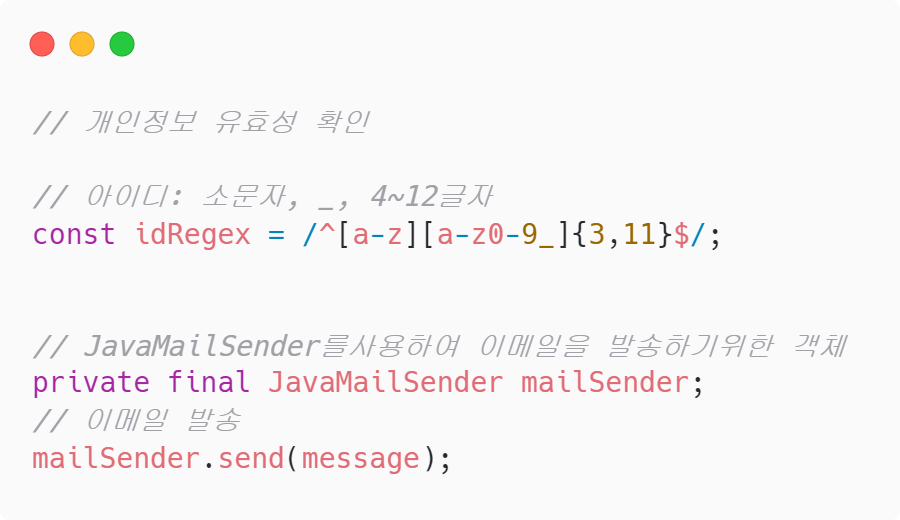 // 개인정보 유효성 확인
// 아이디: 소문자, _, 4~12글자
const idRegex = /^[a-z][a-z0-9_]{3,11}$/;
// JavaMailSender를사용하여 이메일을 발송하기위한 객체
private final JavaMailSender mailSender;
// 이메일 발송
mailSender.send(message);